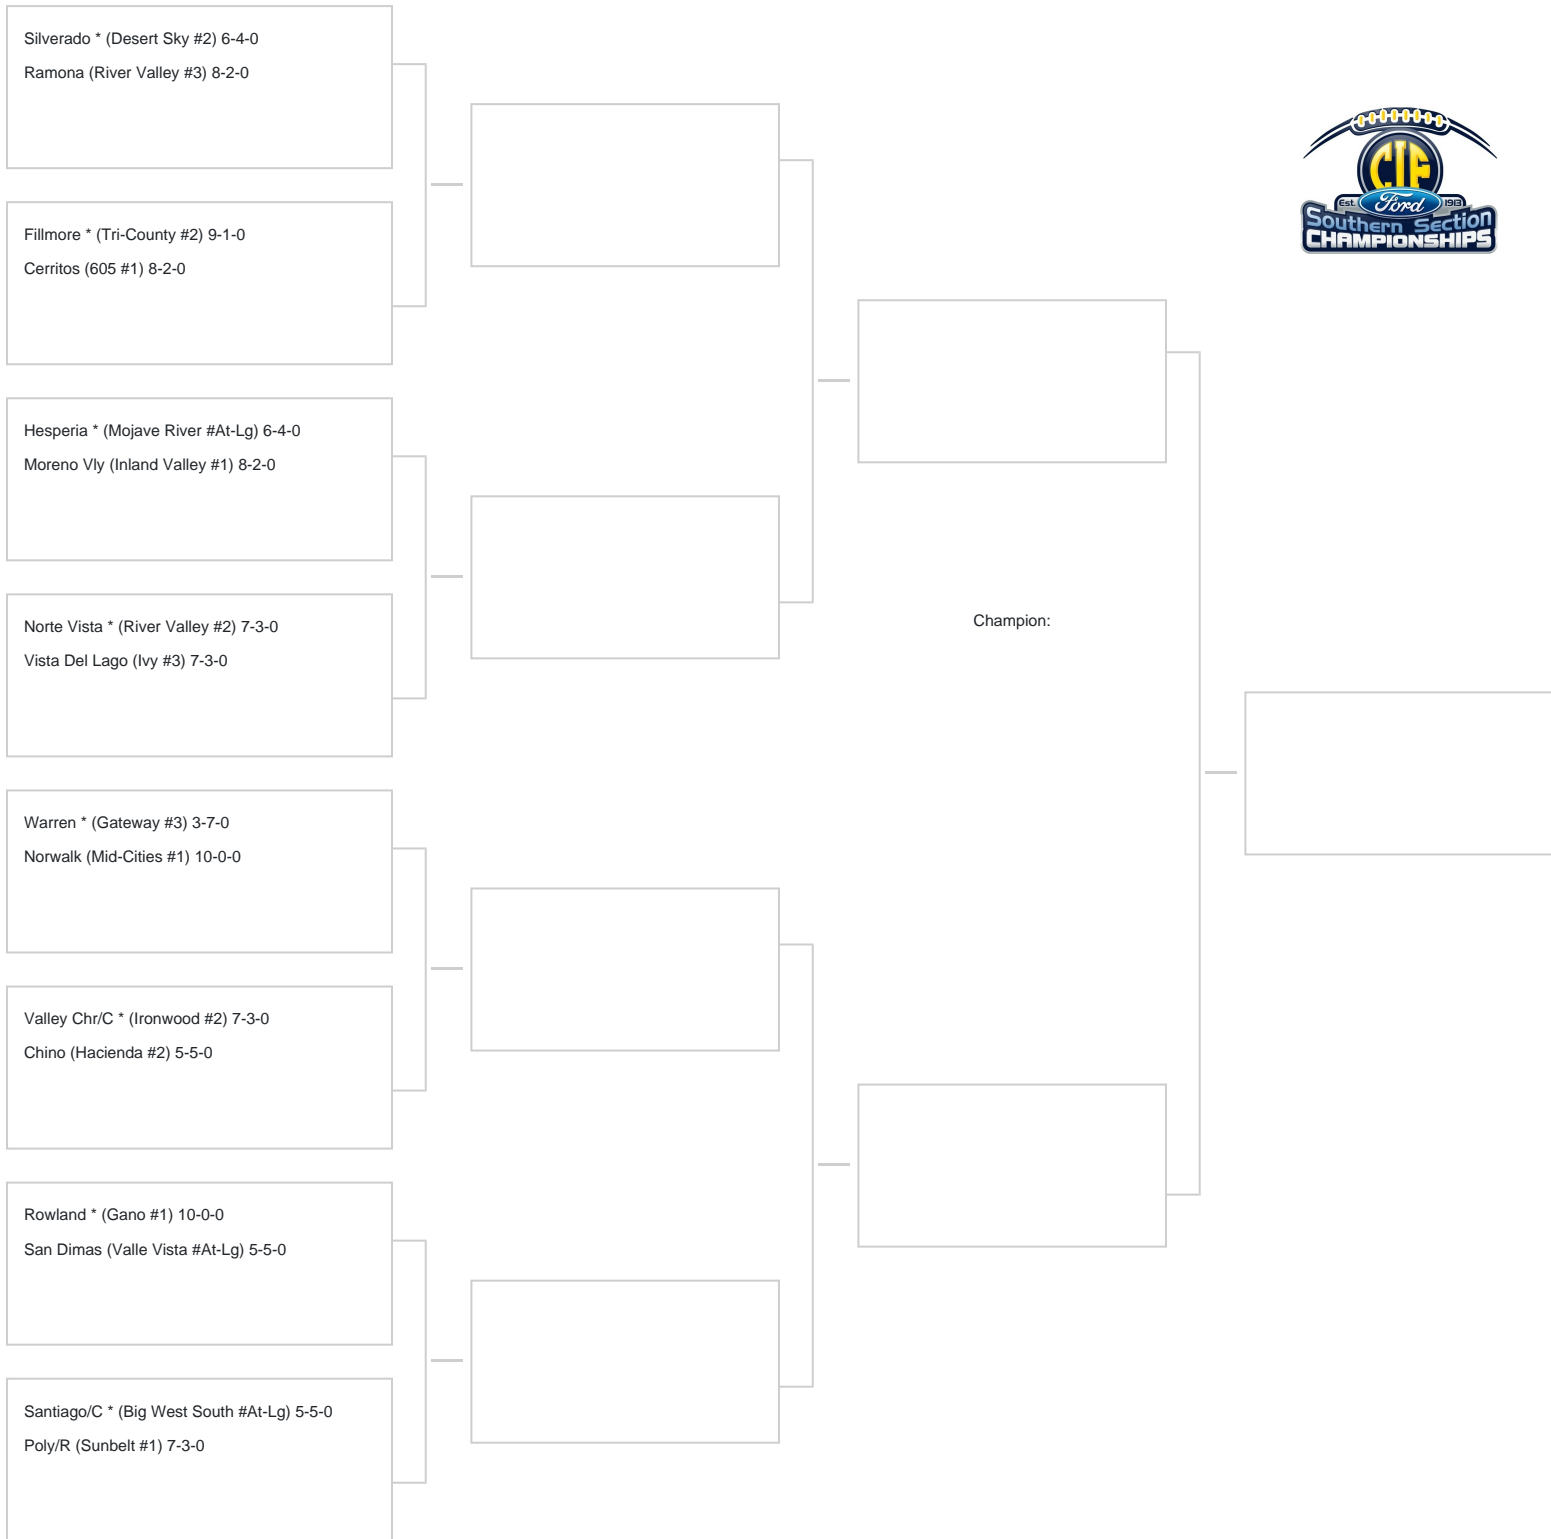 Silverado * (Desert Sky #2) 6-4-0
Ramona (River Valley #3) 8-2-0
Fillmore * (Tri-County #2) 9-1-0
Cerritos (605 #1) 8-2-0
Hesperia * (Mojave River #At-Lg) 6-4-0
Moreno Vly (Inland Valley #1) 8-2-0
Norte Vista * (River Valley #2) 7-3-0
Vista Del Lago (Ivy #3) 7-3-0
Warren * (Gateway #3) 3-7-0
Norwalk (Mid-Cities #1) 10-0-0
Valley Chr/C * (Ironwood #2) 7-3-0
Chino (Hacienda #2) 5-5-0
Rowland * (Gano #1) 10-0-0
San Dimas (Valle Vista #At-Lg) 5-5-0
Santiago/C * (Big West South #At-Lg) 5-5-0
Poly/R (Sunbelt #1) 7-3-0
Champion:
CIF
Est. Ford 1913
Southern Section
CHAMPIONSHIPS